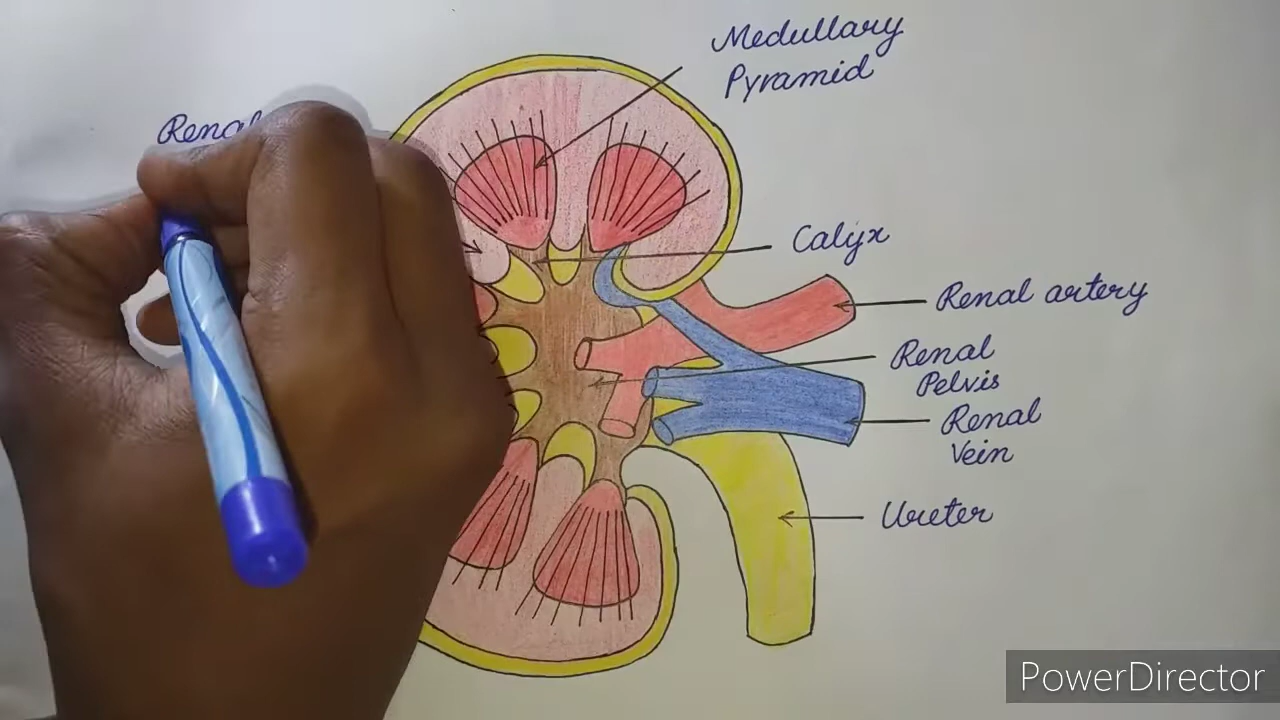 Medullary
Pyramid
Renal
Calyx
Renal artery
Renal
Pelvis
Renal
Vein
Ureter
PowerDirector